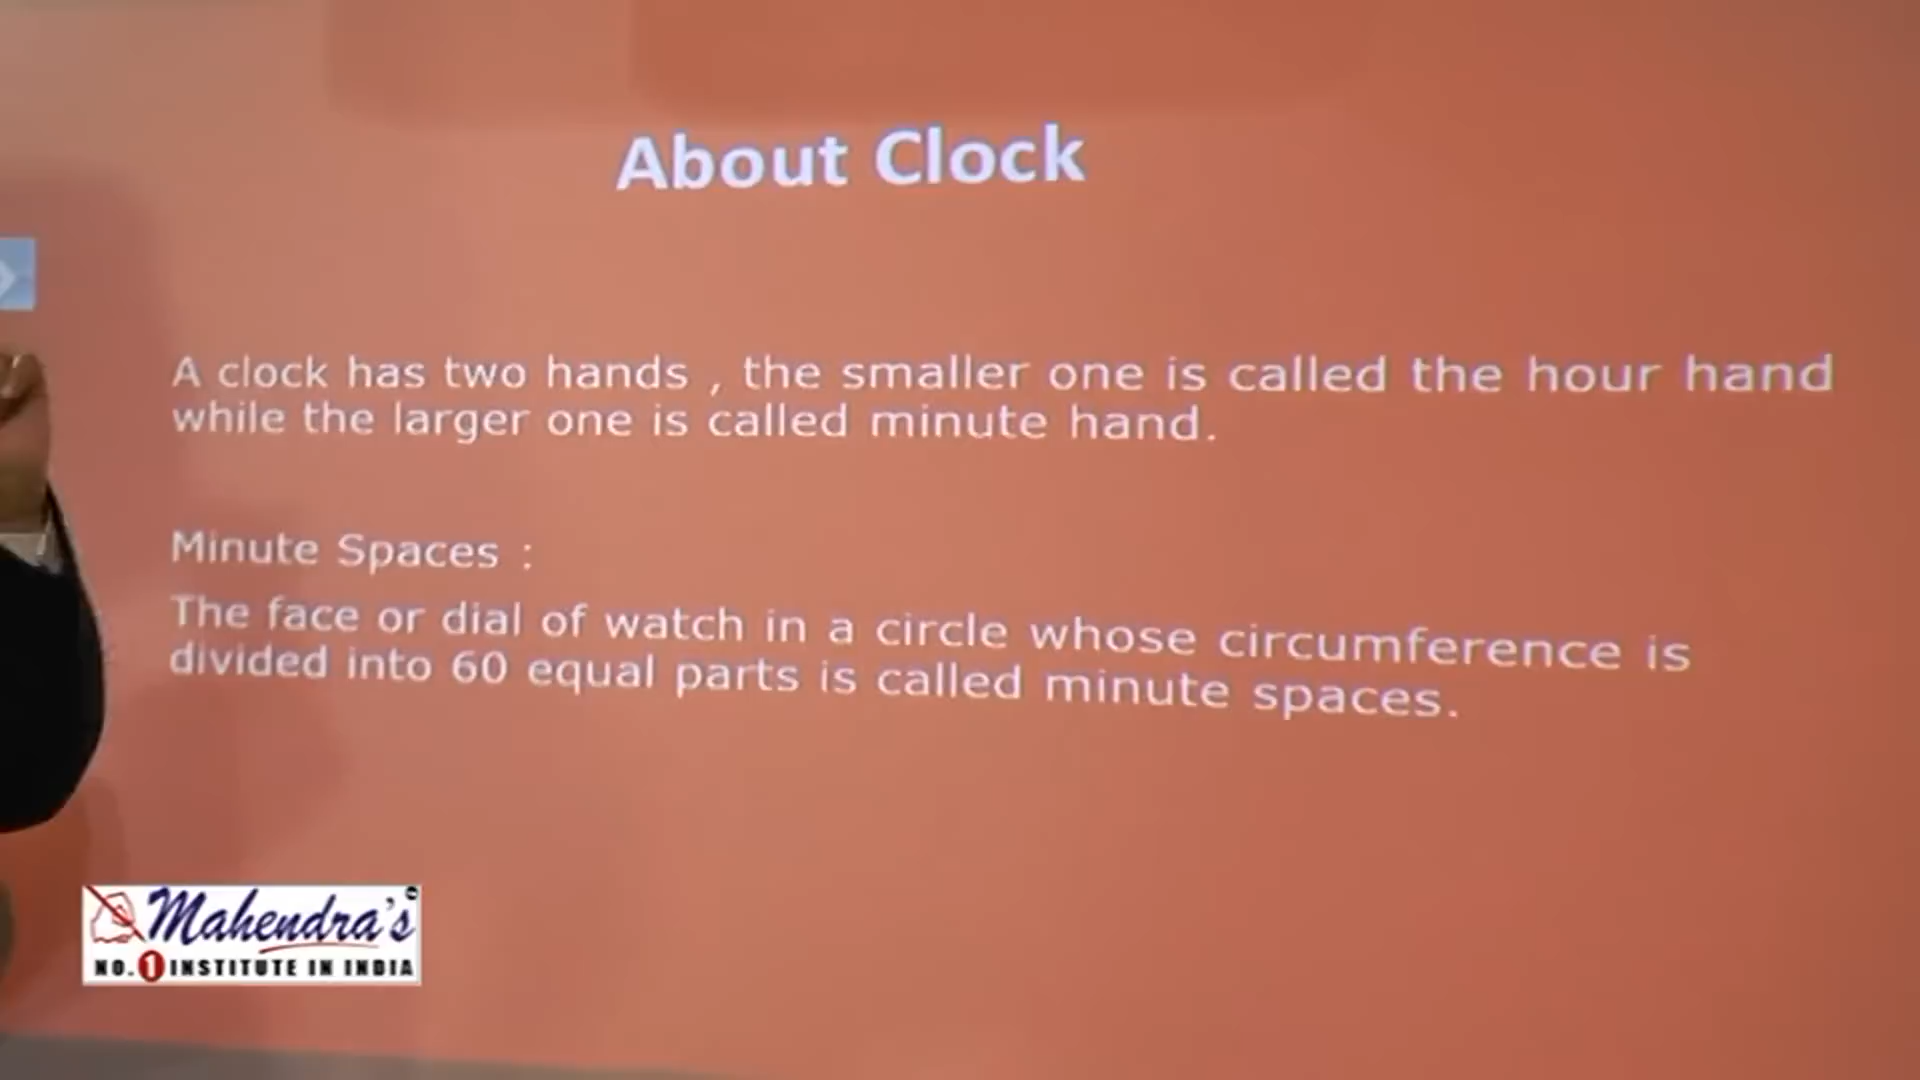 About Clock
A clock has two hands , the smaller one is called the hour hand
while the larger one is called minute hand.
Minute Spaces :
The face or dial of watch in a circle whose circumference is
divided into 60 equal parts is called minute spaces.
Mahendra's
NO.1 INSTITUTE IN INDIA